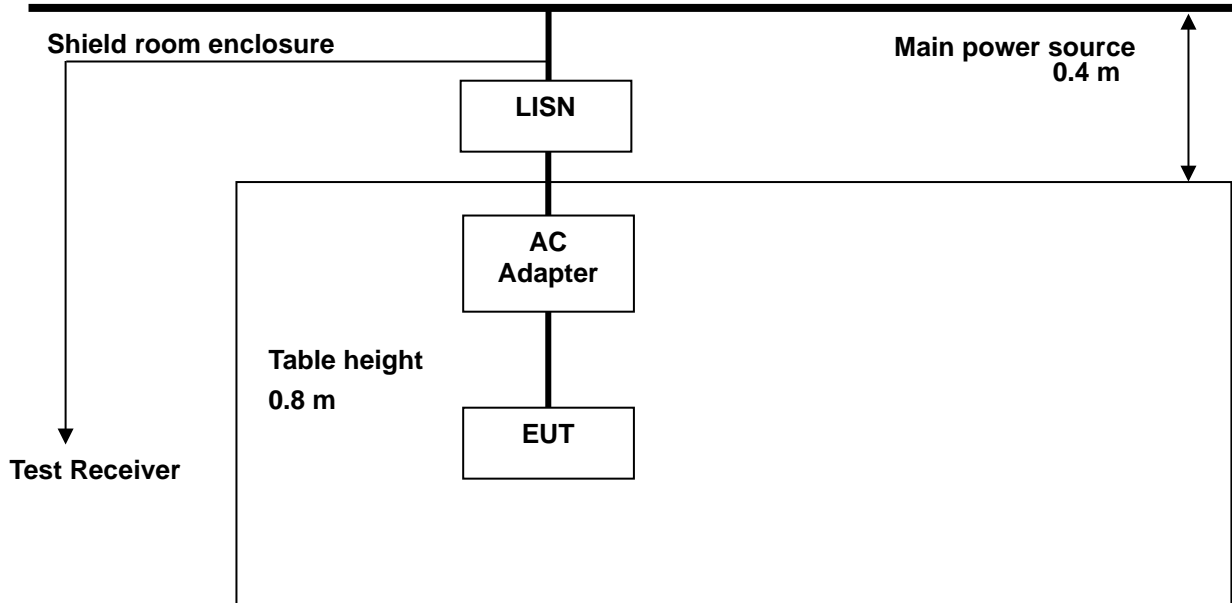 Shield room enclosure
Main power source
0.4 m
LISN
AC
Adapter
Table height
0.8 m
EUT
Test Receiver